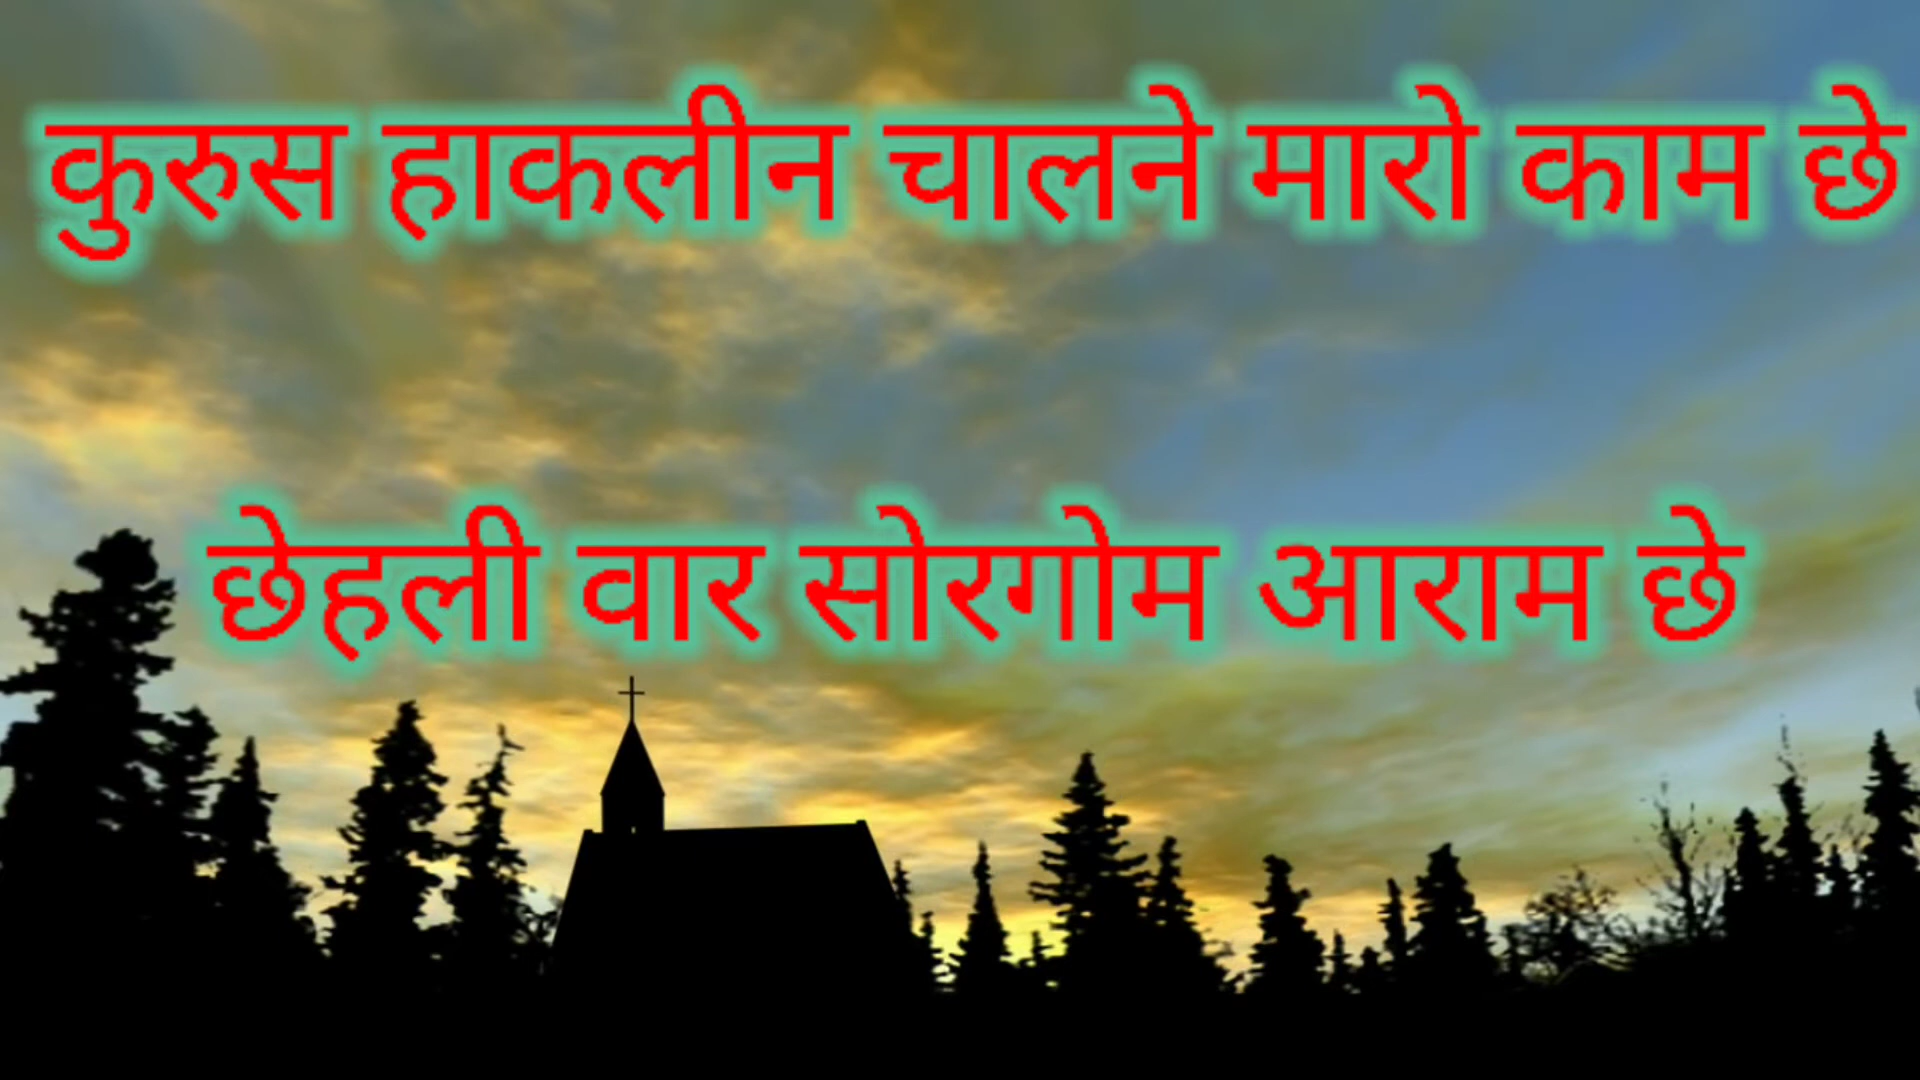 कुरुस हाकलीन चालने मारो काम छे
छेहली वार सोरगोम आराम छे